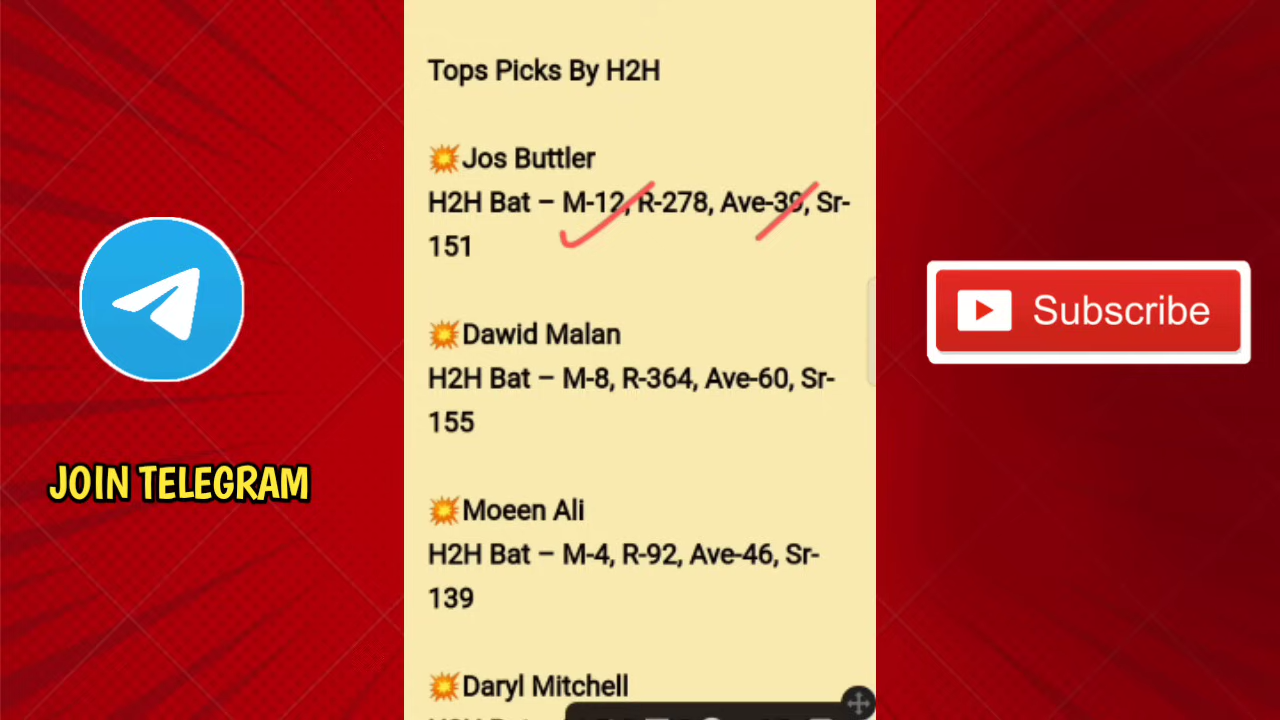 Tops Picks By H2H
💥Jos Buttler
H2H Bat – M-12, R-278, Ave-39, Sr-
151
💥Dawid Malan
H2H Bat – M-8, R-364, Ave-60, Sr-
155
💥Moeen Ali
H2H Bat – M-4, R-92, Ave-46, Sr-
139
💥Daryl Mitchell
JOIN TELEGRAM
Subscribe